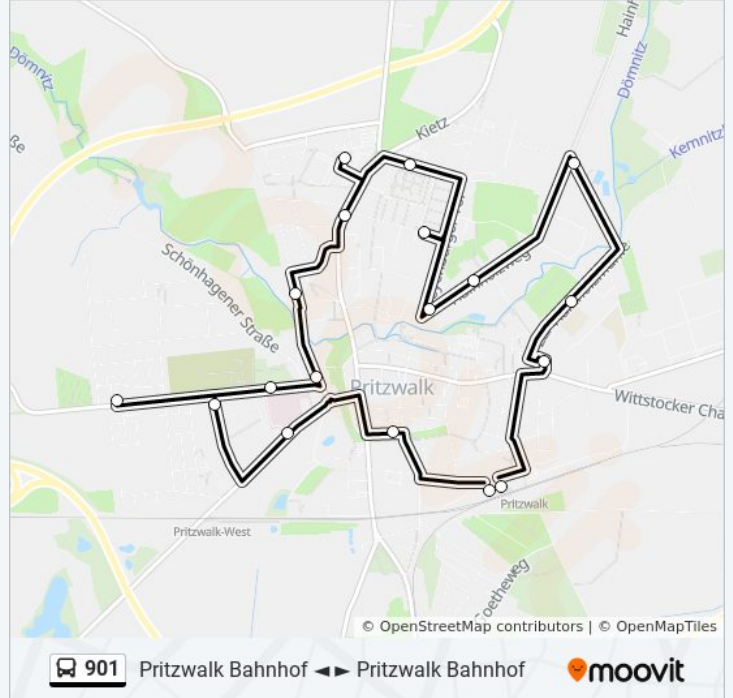 Dömnitz
Hainh
Dömnitz
Kietz
Kemnitz
ße
Schönhagener Straße
Pritzwalk
Wittstocker Cha
Pritzwalk
Pritzwalk-West
Goetheweg
© OpenStreetMap contributors | © OpenMapTiles
901 Pritzwalk Bahnhof ◄► Pritzwalk Bahnhof
moovit